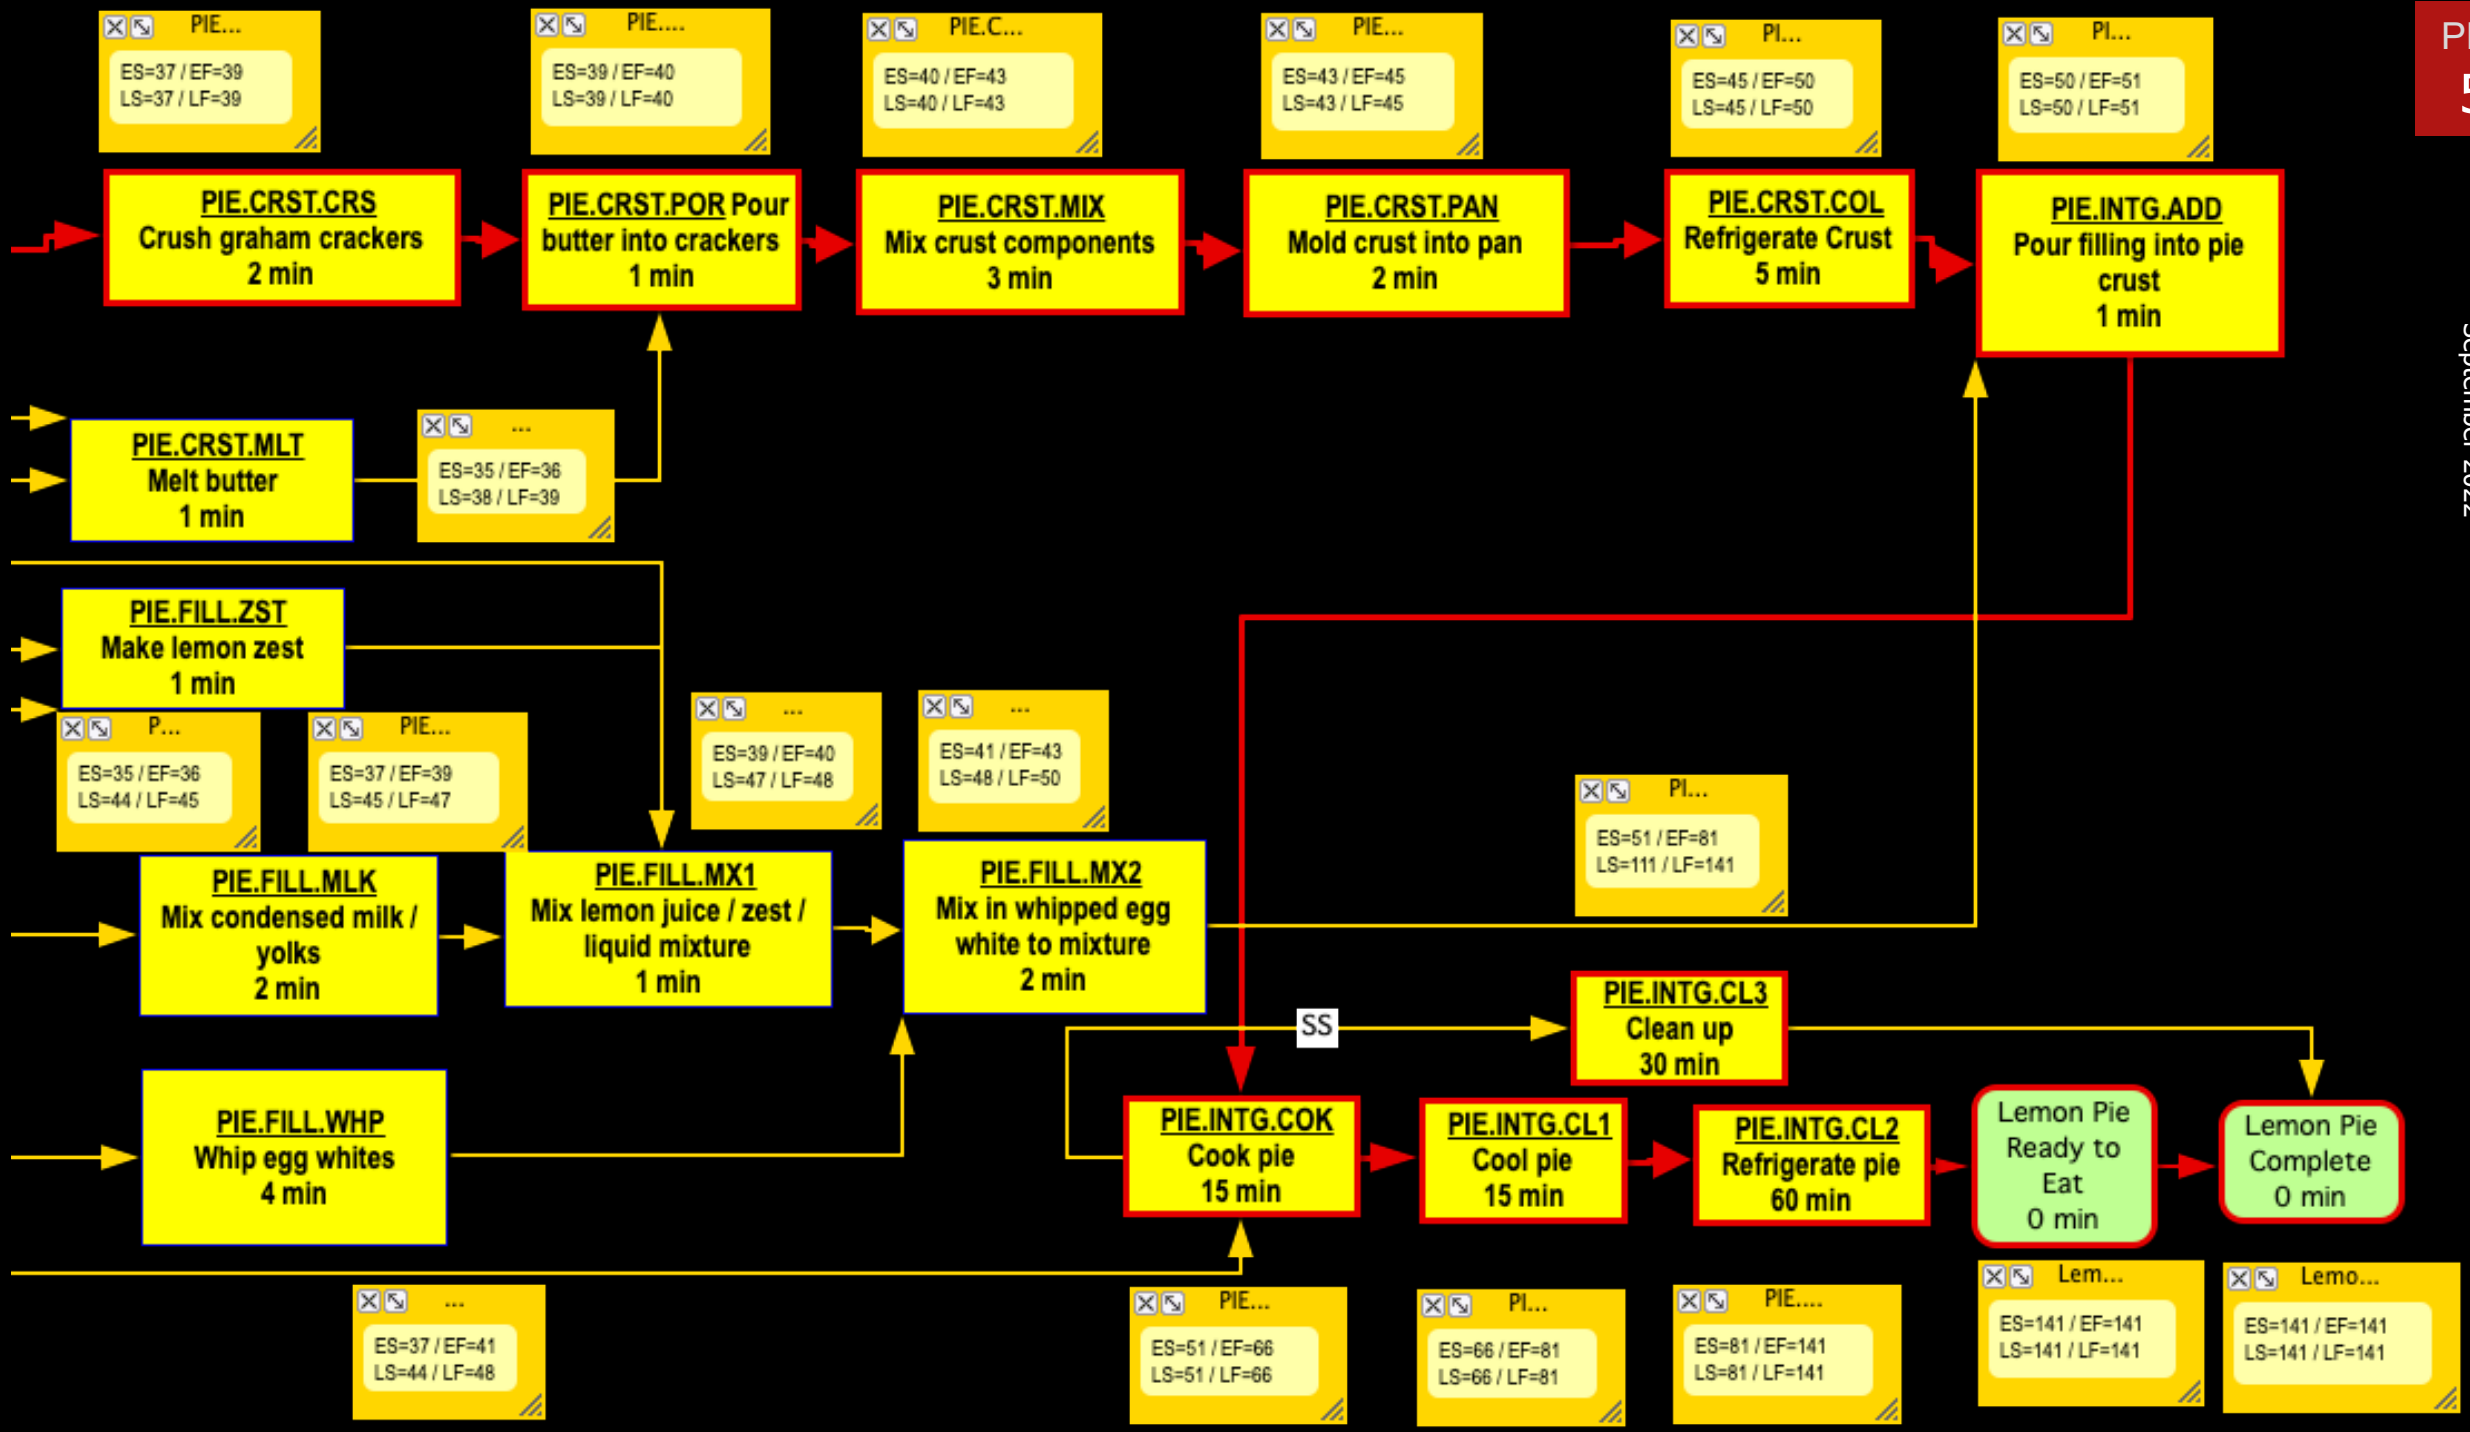 PIE...
ES=37 / EF=39
LS=37 / LF=39
PIE....
ES=39 / EF=40
LS=39 / LF=40
PIE.C...
ES=40 / EF=43
LS=40 / LF=43
PIE...
ES=43 / EF=45
LS=43 / LF=45
PI...
ES=45 / EF=50
LS=45 / LF=50
PI...
ES=50 / EF=51
LS=50 / LF=51
PIE.CRST.CRS
Crush graham crackers
2 min
PIE.CRST.POR Pour
butter into crackers
1 min
PIE.CRST.MIX
Mix crust components
3 min
PIE.CRST.PAN
Mold crust into pan
2 min
PIE.CRST.COL
Refrigerate Crust
5 min
PIE.INTG.ADD
Pour filling into pie
crust
1 min
PIE.CRST.MLT
Melt butter
1 min
...
ES=35 / EF=36
LS=38 / LF=39
PIE.FILL.ZST
Make lemon zest
1 min
P...
ES=35 / EF=36
LS=44 / LF=45
PIE...
ES=37 / EF=39
LS=45 / LF=47
...
ES=39 / EF=40
LS=47 / LF=48
...
ES=41 / EF=43
LS=48 / LF=50
PI...
ES=51 / EF=81
LS=111 / LF=141
PIE.FILL.MLK
Mix condensed milk /
yolks
2 min
PIE.FILL.MX1
Mix lemon juice / zest /
liquid mixture
1 min
PIE.FILL.MX2
Mix in whipped egg
white to mixture
2 min
SS
PIE.INTG.CL3
Clean up
30 min
PIE.FILL.WHP
Whip egg whites
4 min
PIE.INTG.COK
Cook pie
15 min
PIE.INTG.CL1
Cool pie
15 min
PIE.INTG.CL2
Refrigerate pie
60 min
Lemon Pie
Ready to
Eat
0 min
Lemon Pie
Complete
0 min
...
ES=37 / EF=41
LS=44 / LF=48
PIE...
ES=51 / EF=66
LS=51 / LF=66
PI...
ES=66 / EF=81
LS=66 / LF=81
PIE....
ES=81 / EF=141
LS=81 / LF=141
Lem...
ES=141 / EF=141
LS=141 / LF=141
Lemo...
ES=141 / EF=141
LS=141 / LF=141
September 2022